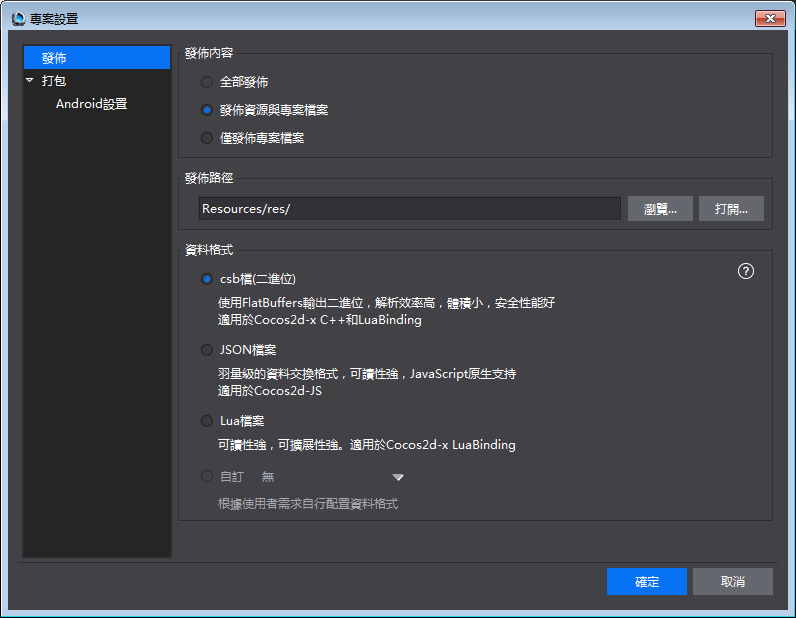 專案設置
發佈
打包
Android設置
發佈內容
全部發佈
發佈資源與專案檔案
僅發佈專案檔案
發佈路徑
Resources/res/
瀏覽...
打開...
資料格式
csb檔(二進位)
使用FlatBuffers輸出二進位，解析效率高，體積小，安全性能好
適用於Cocos2d-x C++和LuaBinding
JSON檔案
羽量級的資料交換格式，可讀性強，JavaScript原生支持
適用於Cocos2d-JS
Lua檔案
可讀性強，可擴展性強。適用於Cocos2d-x LuaBinding
自訂 無
根據使用者需求自行配置資料格式
確定
取消